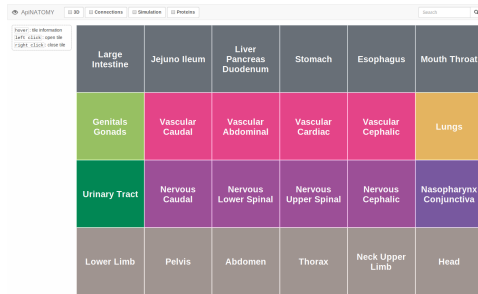 ApiNATOMY
3D
Connections
Simulation
Proteins
Search
hover: tile information
left click: open tile
right click: close tile
Large
Intestine
Jejuno Ileum
Liver
Pancreas
Duodenum
Stomach
Esophagus
Mouth Throat
Genitals
Gonads
Vascular
Caudal
Vascular
Abdominal
Vascular
Cardiac
Vascular
Cephalic
Lungs
Urinary Tract
Nervous
Caudal
Nervous
Lower Spinal
Nervous
Upper Spinal
Nervous
Cephalic
Nasopharynx
Conjunctiva
Lower Limb
Pelvis
Abdomen
Thorax
Neck Upper
Limb
Head